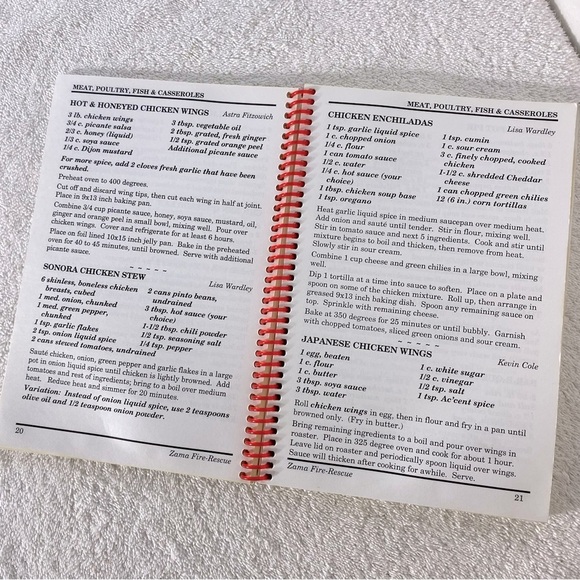 MEAT, POULTRY, FISH & CASSEROLES
HOT & HONEYED CHICKEN WINGS
Astra Fitzowich
3 lb. chicken wings
3/4 c. picante salsa
2/3 c. honey (liquid)
1/3 c. soya sauce
1/4 c. Dijon mustard
3 tbsp. vegetable oil
2 tbsp. grated, fresh ginger
1/2 tsp. grated orange peel
Additional picante sauce
For more spice, add 2 cloves fresh garlic that have been
crushed.
Preheat oven to 400 degrees.
Cut off and discard wing tips, then cut each wing in half at joint.
Place in 9x13 inch baking pan.
Combine 3/4 cup picante sauce, honey, soya sauce, mustard, oil,
ginger and orange peel in small bowl, mixing well. Pour over
chicken wings. Cover and refrigerate for at least 6 hours.
Place on foil lined 10x15 inch jelly pan. Bake in the preheated
oven for 40 to 45 minutes, until browned. Serve with additional
picante sauce.
- - - - -
SONORA CHICKEN STEW
Lisa Wardley
6 skinless, boneless chicken
breasts, cubed
1 med. onion, chunked
1 med. green pepper,
chunked
1 tsp. garlic flakes
2 tsp. onion liquid spice
2 cans stewed tomatoes, undrained
2 cans pinto beans,
undrained
3 tbsp. hot sauce (your
choice)
1-1/2 tbsp. chili powder
1/2 tsp. seasoning salt
1/4 tsp. pepper
Sauté chicken, onion, green pepper and garlic flakes in a large
pot in onion liquid spice until chicken is lightly browned. Add
tomatoes and rest of ingredients; bring to a boil over medium
heat. Reduce heat and simmer for 20 minutes.
Variation: Instead of onion liquid spice, use 2 teaspoons
olive oil and 1/2 teaspoon onion powder.
20
Zama Fire-Rescue
MEAT, POULTRY, FISH & CASSEROLES
CHICKEN ENCHILADAS
Lisa Wardley
1 tsp. garlic liquid spice
1 c. chopped onion
1/4 c. flour
1 can tomato sauce
1/2 c. water
1/4 c. hot sauce (your
choice)
1 tbsp. chicken soup base
1 tsp. oregano
1 tsp. cumin
1 c. sour cream
3 c. finely chopped, cooked
chicken
1-1/2 c. shredded Cheddar
cheese
1 can chopped green chilies
12 (6 in.) corn tortillas
Heat garlic liquid spice in medium saucepan over medium heat.
Add onion and sauté until tender. Stir in flour, mixing well.
Stir in tomato sauce and next 5 ingredients. Cook and stir until
mixture begins to boil and thicken, then remove from heat.
Slowly stir in sour cream.
Combine 1 cup cheese and green chilies in a large bowl, mixing
well.
Dip 1 tortilla at a time into sauce to soften. Place on a plate and
spoon on some of the chicken mixture. Roll up, then arrange in
greased 9x13 inch baking dish. Spoon any remaining sauce on
top. Sprinkle with remaining cheese.
Bake at 350 degrees for 25 minutes or until bubbly. Garnish
with chopped tomatoes, sliced green onions and sour cream.
- - - - -
JAPANESE CHICKEN WINGS
Kevin Cole
1 egg, beaten
1 c. flour
1 c. butter
3 tbsp. soya sauce
3 tbsp. water
1 c. white sugar
1/2 c. vinegar
1/2 tsp. salt
1 tsp. Ac'cent spice
Roll chicken wings in egg, then in flour and fry in a pan until
browned only. (Fry in butter.)
Bring remaining ingredients to a boil and pour over wings in
roaster. Place in 325 degree oven and cook for about 1 hour.
Leave lid on roaster and periodically spoon liquid over wings.
Sauce will thicken after cooking for awhile. Serve.
Zama Fire-Rescue
21